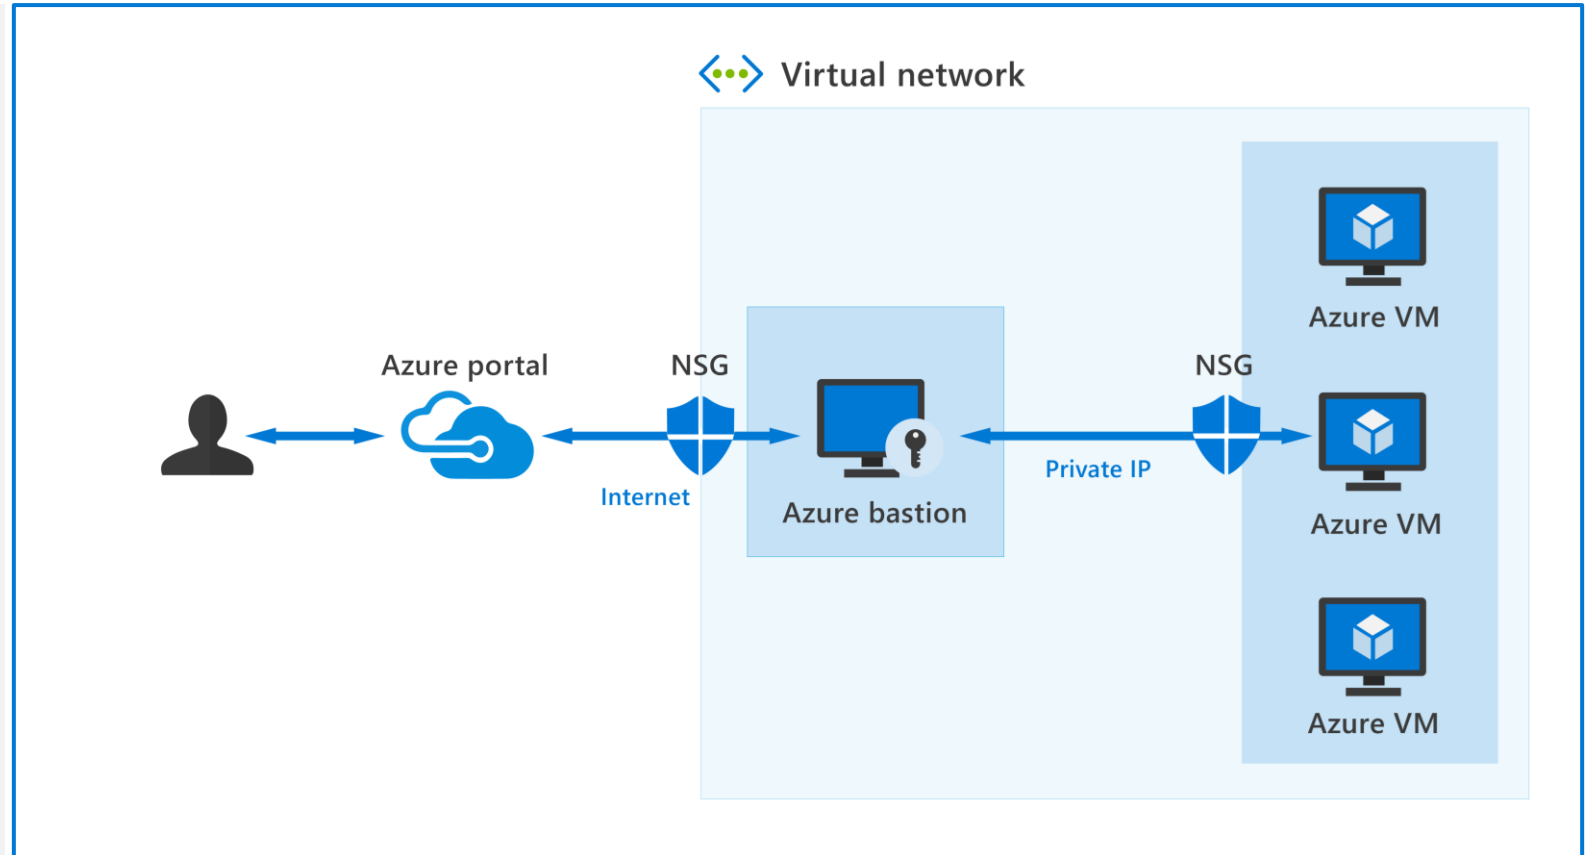 Virtual network
Azure VM
Azure portal
NSG
NSG
Internet
Private IP
Azure bastion
Azure VM
Azure VM